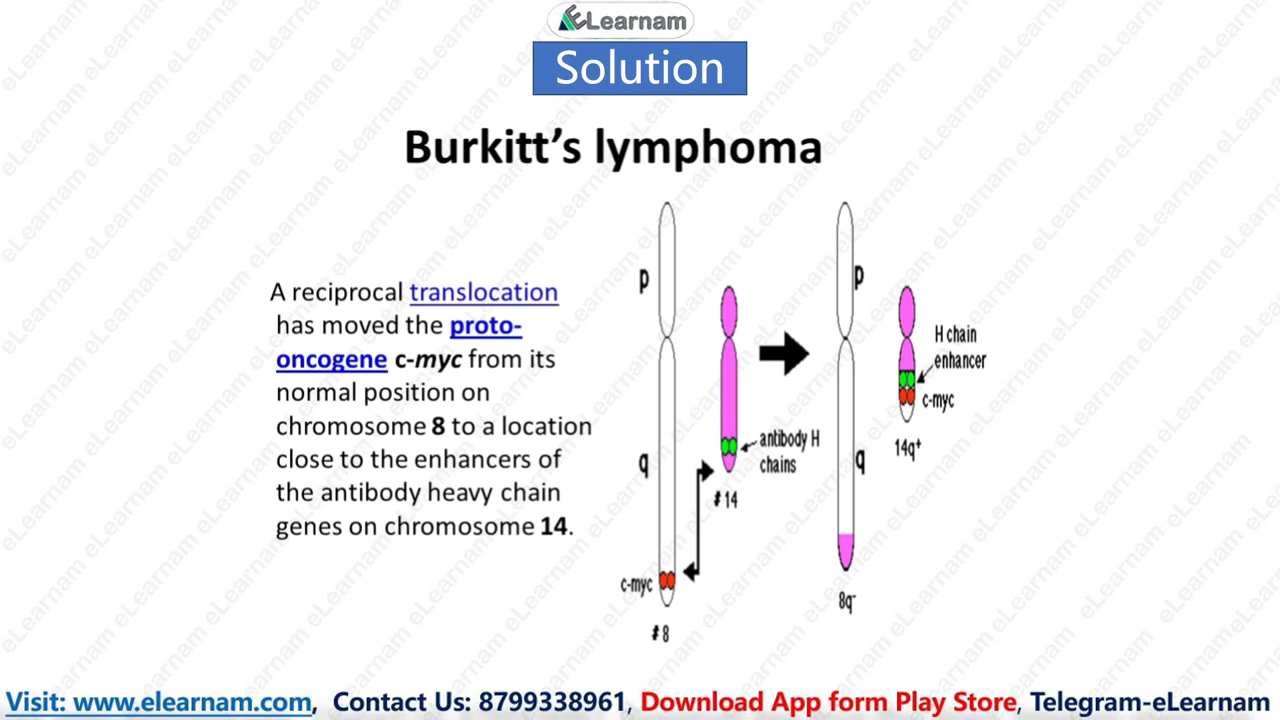 eLearnam
Solution
Burkitt's lymphoma
A reciprocal translocation
has moved the proto-
oncogene c-myc from its
normal position on
chromosome 8 to a location
close to the enhancers of
the antibody heavy chain
genes on chromosome 14.
p
q
c-myc
#8
antibody H
chains
#14
p
q
8q-
H chain
enhancer
c-myc
14q+
Visit: www.elearnam.com, Contact Us: 8799338961, Download App form Play Store, Telegram-eLearnam